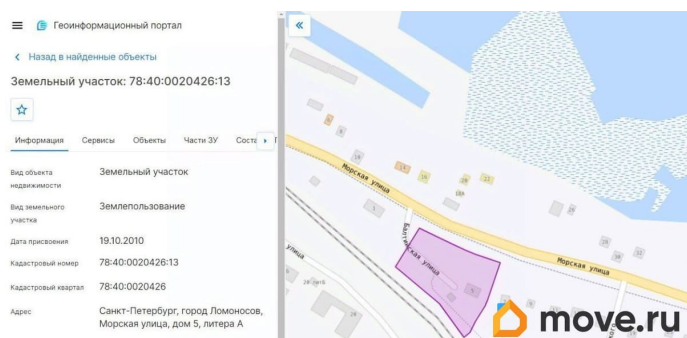 Геоинформационный портал
Назад в найденные объекты
Земельный участок: 78:40:0020426:13
Информация Сервисы Объекты Части ЗУ Соста
Вид объекта недвижимости
Земельный участок
Вид земельного участка
Землепользование
Дата присвоения
19.10.2010
Кадастровый номер
78:40:0020426:13
Кадастровый квартал
78:40:0020426
Адрес
Санкт-Петербург, город Ломоносов,
Морская улица, дом 5, литера А
Морская улица
Балтийская улица
Морская улица
улица
move.ru